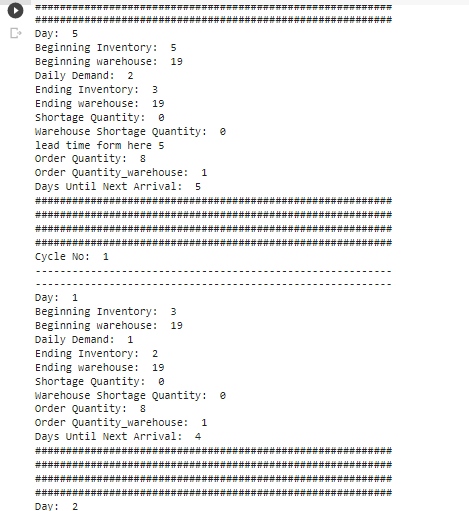 ##########################################################
##########################################################
Day:  5
Beginning Inventory:  5
Beginning warehouse:  19
Daily Demand:  2
Ending Inventory:  3
Ending warehouse:  19
Shortage Quantity:  0
Warehouse Shortage Quantity:  0
lead time form here 5
Order Quantity:  8
Order Quantity_warehouse:  1
Days Until Next Arrival:  5
##########################################################
##########################################################
##########################################################
##########################################################
Cycle No:  1
----------------------------------------------------------
----------------------------------------------------------
Day:  1
Beginning Inventory:  3
Beginning warehouse:  19
Daily Demand:  1
Ending Inventory:  2
Ending warehouse:  19
Shortage Quantity:  0
Warehouse Shortage Quantity:  0
Order Quantity:  8
Order Quantity_warehouse:  1
Days Until Next Arrival:  4
##########################################################
##########################################################
##########################################################
##########################################################
Day:  2